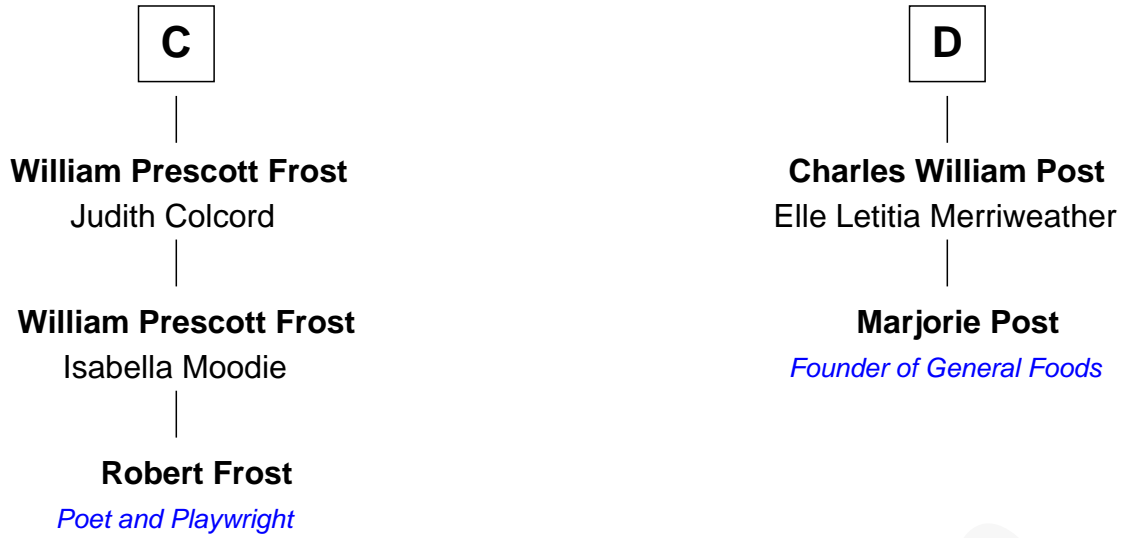 C
William Prescott Frost
Judith Colcord
William Prescott Frost
Isabella Moodie
Robert Frost
Poet and Playwright
D
Charles William Post
Elle Letitia Merriweather
Marjorie Post
Founder of General Foods